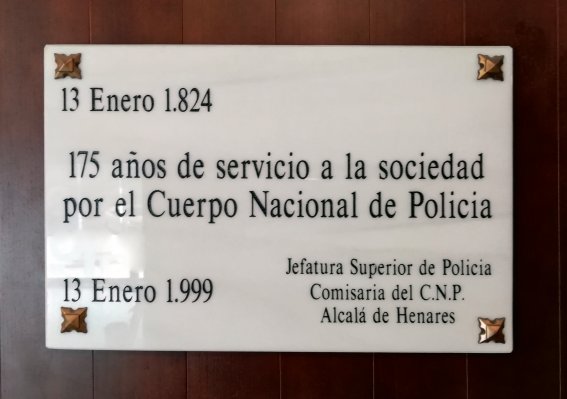 13 Enero 1.824
175 años de servicio a la sociedad
por el Cuerpo Nacional de Policia
13 Enero 1.999
Jefatura Superior de Policia
Comisaria del C.N.P.
Alcalá de Henares